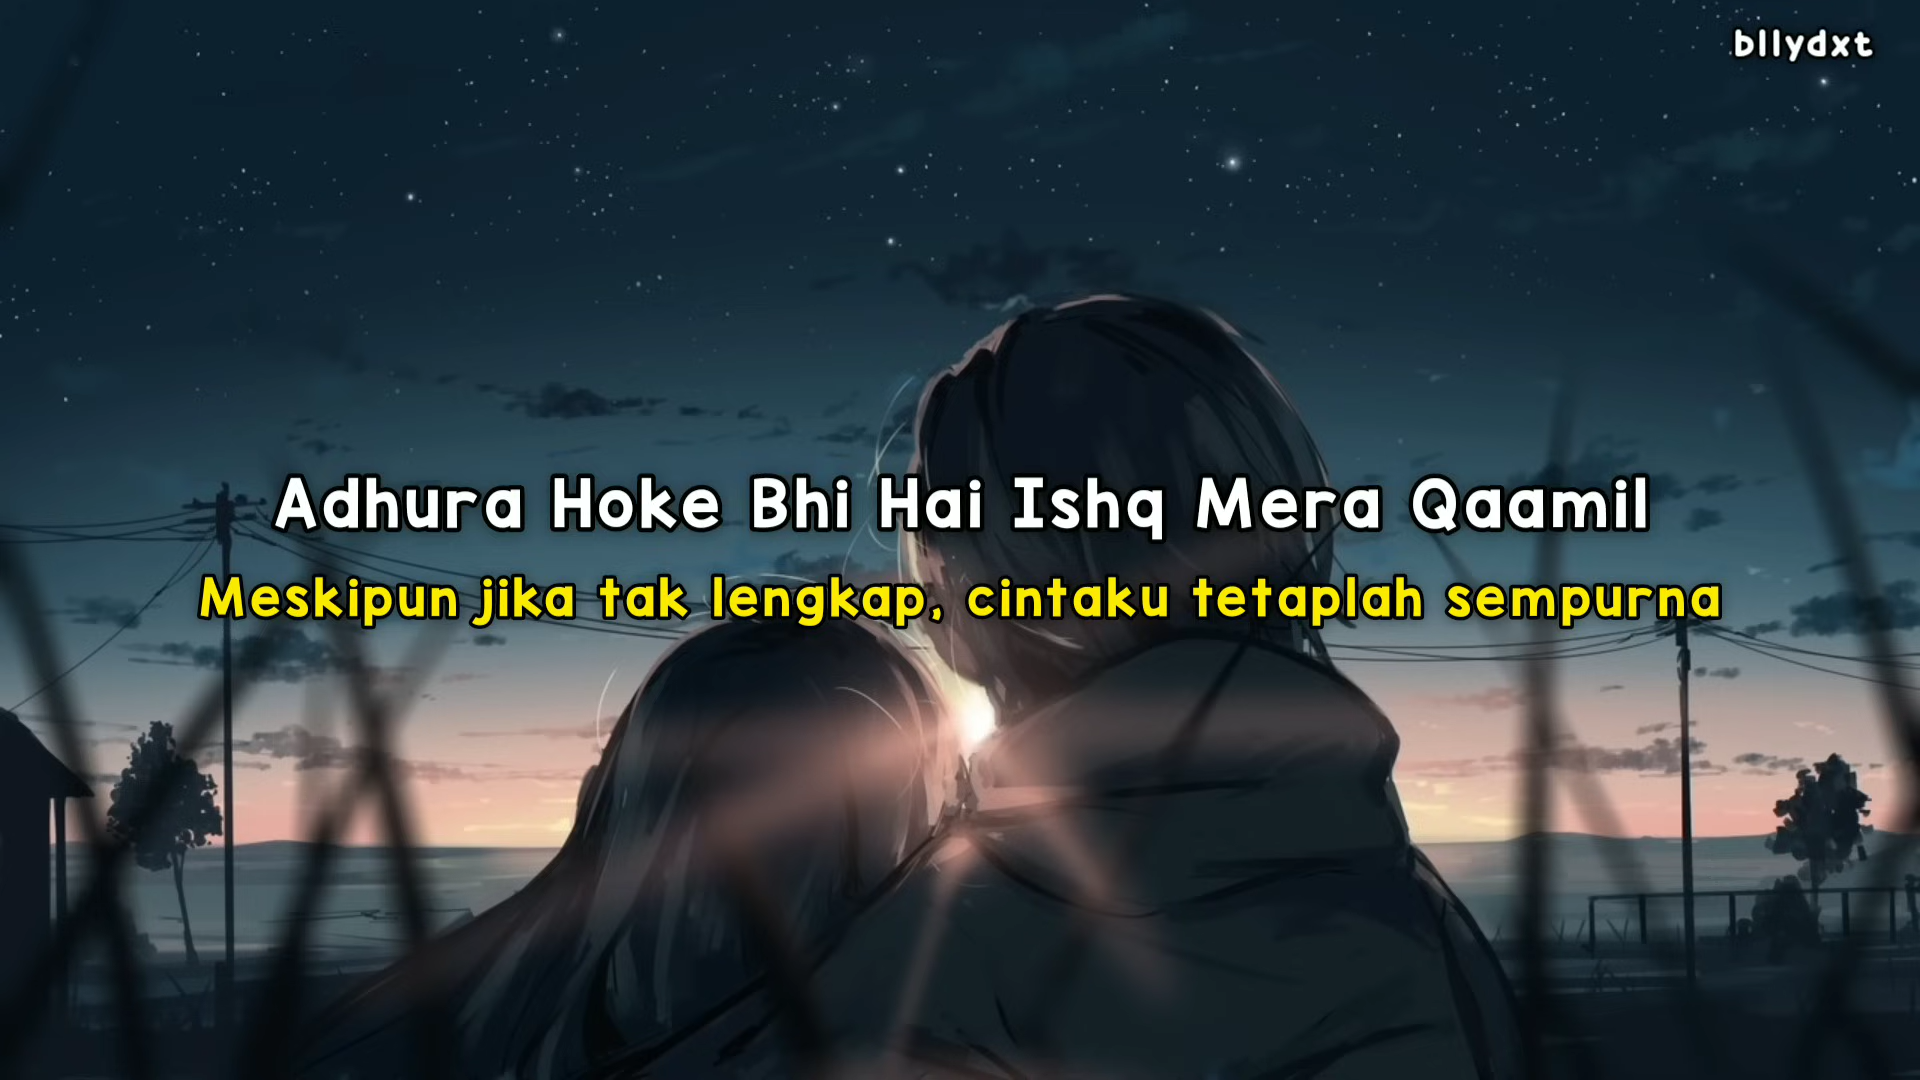 bllydxt
Adhura Hoke Bhi Hai Ishq Mera Qaamil
Meskipun jika tak lengkap, cintaku tetaplah sempurna